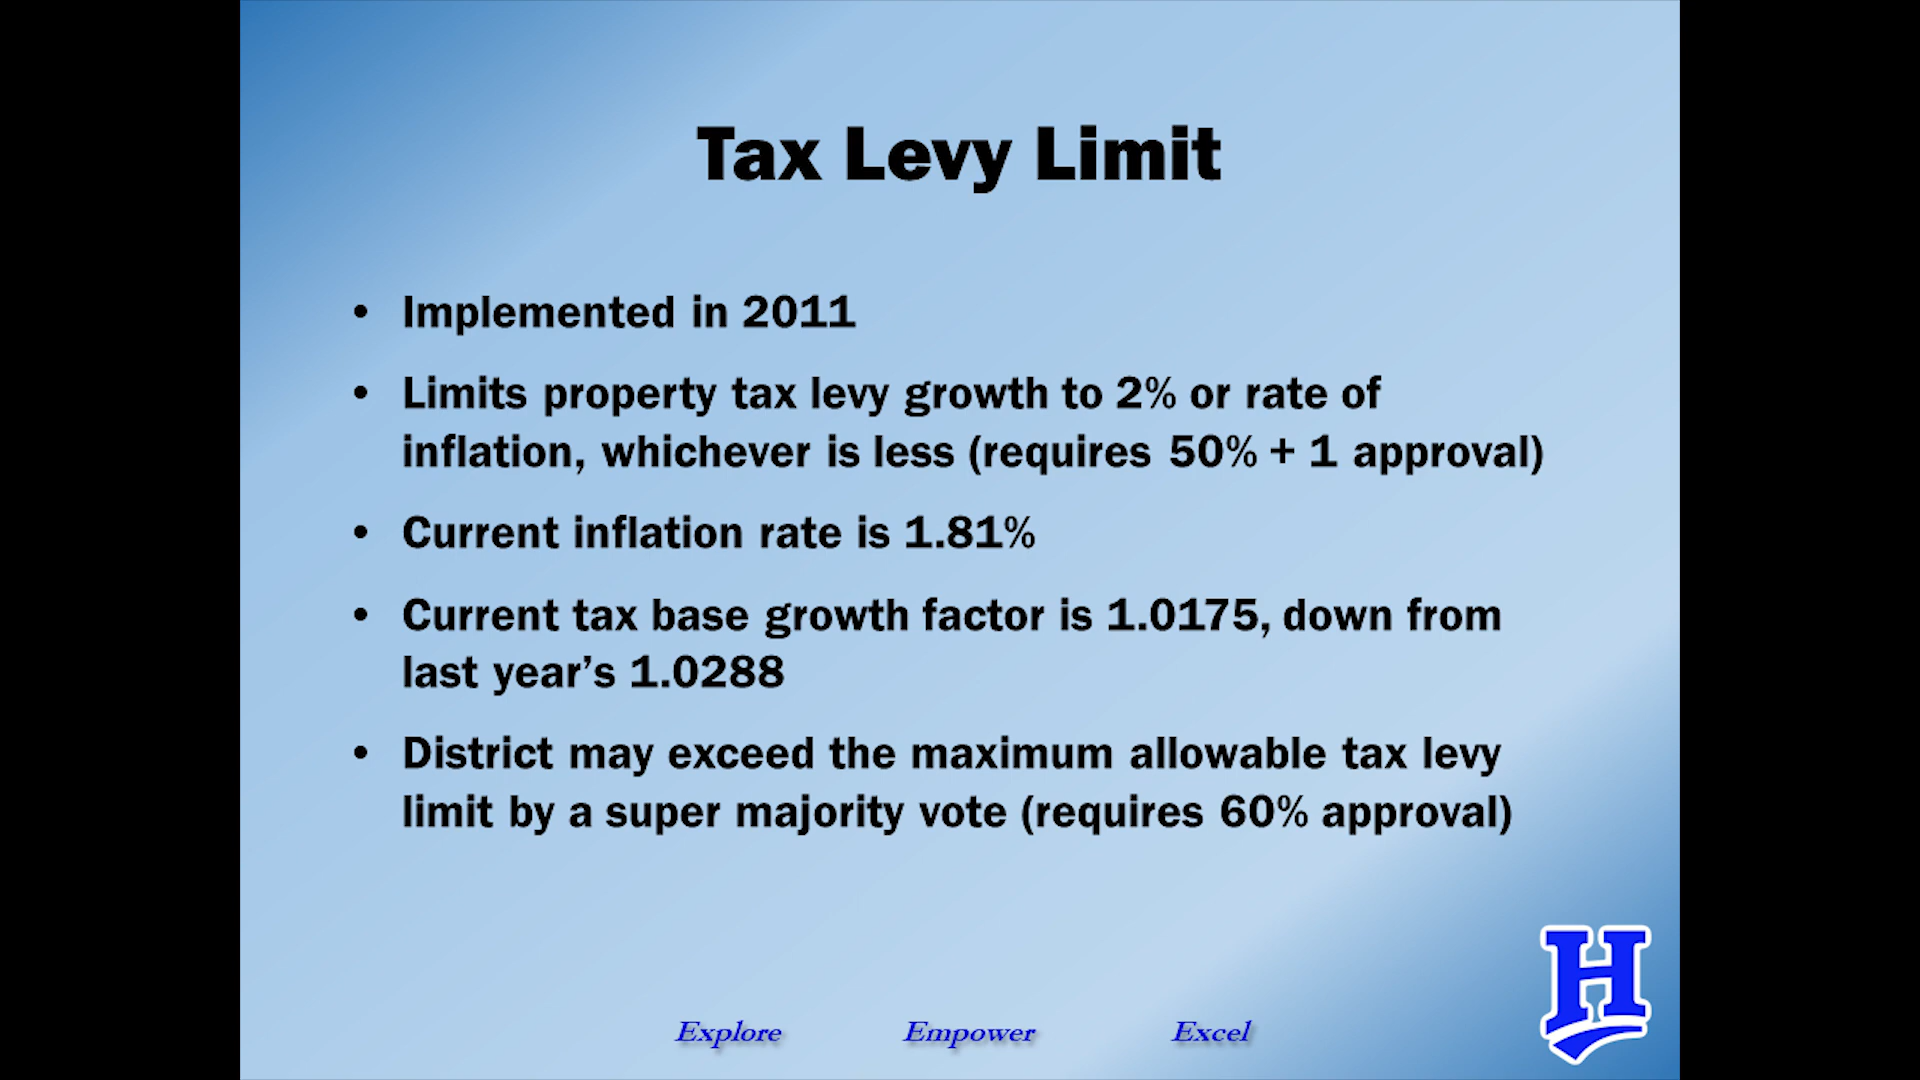 Tax Levy Limit
• Implemented in 2011
• Limits property tax levy growth to 2% or rate of
inflation, whichever is less (requires 50% + 1 approval)
• Current inflation rate is 1.81%
• Current tax base growth factor is 1.0175, down from
last year’s 1.0288
• District may exceed the maximum allowable tax levy
limit by a super majority vote (requires 60% approval)
H
Explore Empower Excel